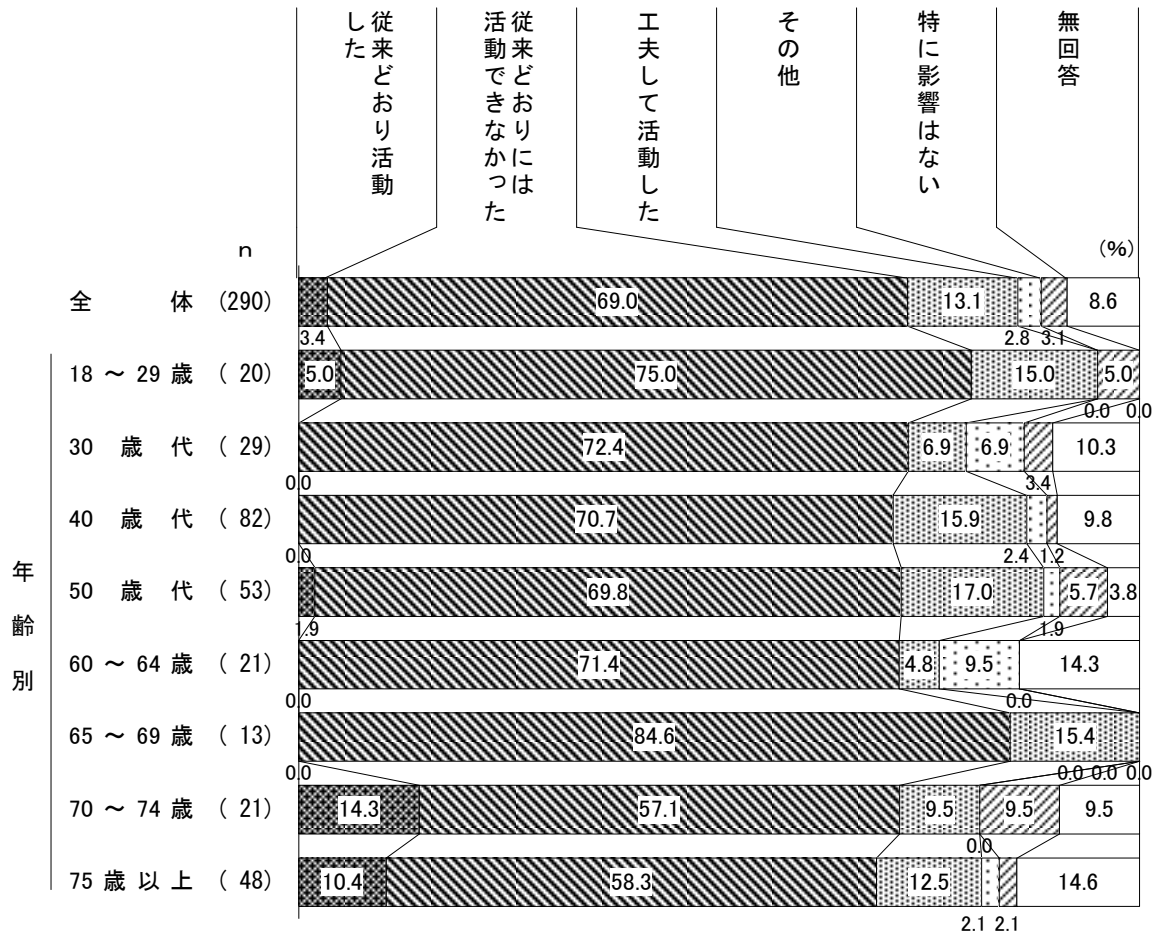 従来どおり活動
した
従来どおりには
活動できなかった
工夫して活動した
その他
特に影響はない
無回答
n
(%)
全 体 (290)
69.0 13.1 8.6
3.4 2.8 3.1
18 ～ 29 歳 ( 20)
5.0 75.0 15.0 5.0
0.0 0.0
30 歳 代 ( 29)
72.4 6.9 6.9 10.3
0.0 3.4
40 歳 代 ( 82)
70.7 15.9 9.8
0.0 2.4 1.2
50 歳 代 ( 53)
69.8 17.0 5.7 3.8
1.9 1.9
60 ～ 64 歳 ( 21)
71.4 4.8 9.5 14.3
0.0 0.0
65 ～ 69 歳 ( 13)
84.6 15.4
0.0 0.0 0.0 0.0
70 ～ 74 歳 ( 21)
14.3 57.1 9.5 9.5 9.5
0.0
75 歳 以 上 ( 48)
10.4 58.3 12.5 14.6
2.1 2.1
年齢別